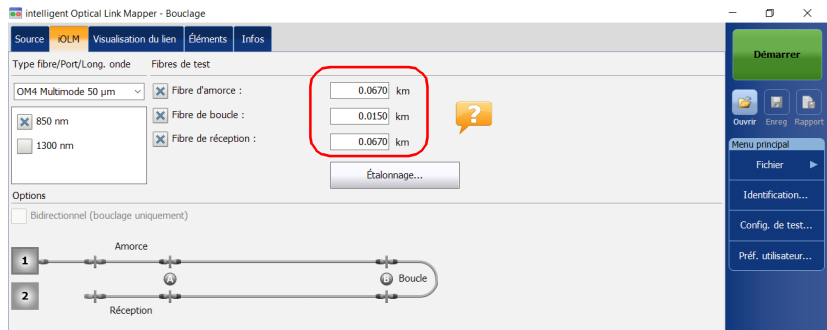 intelligent Optical Link Mapper - Bouclage
Source iOLM Visualisation du lien Éléments Infos
Type fibre/Port/Long. onde Fibres de test
OM4 Multimode 50 µm
Fibre d'amorce : 0.0670 km
850 nm
Fibre de boucle : 0.0150 km
1300 nm
Fibre de réception : 0.0670 km
?
Étalonnage...
Options
Bidirectionnel (bouclage uniquement)
Amorce
1
A
B Boucle
2
Réception
Démarrer
Ouvrir Enreg Rapport
Menu principal
Fichier
Identification...
Config. de test...
Préf. utilisateur...